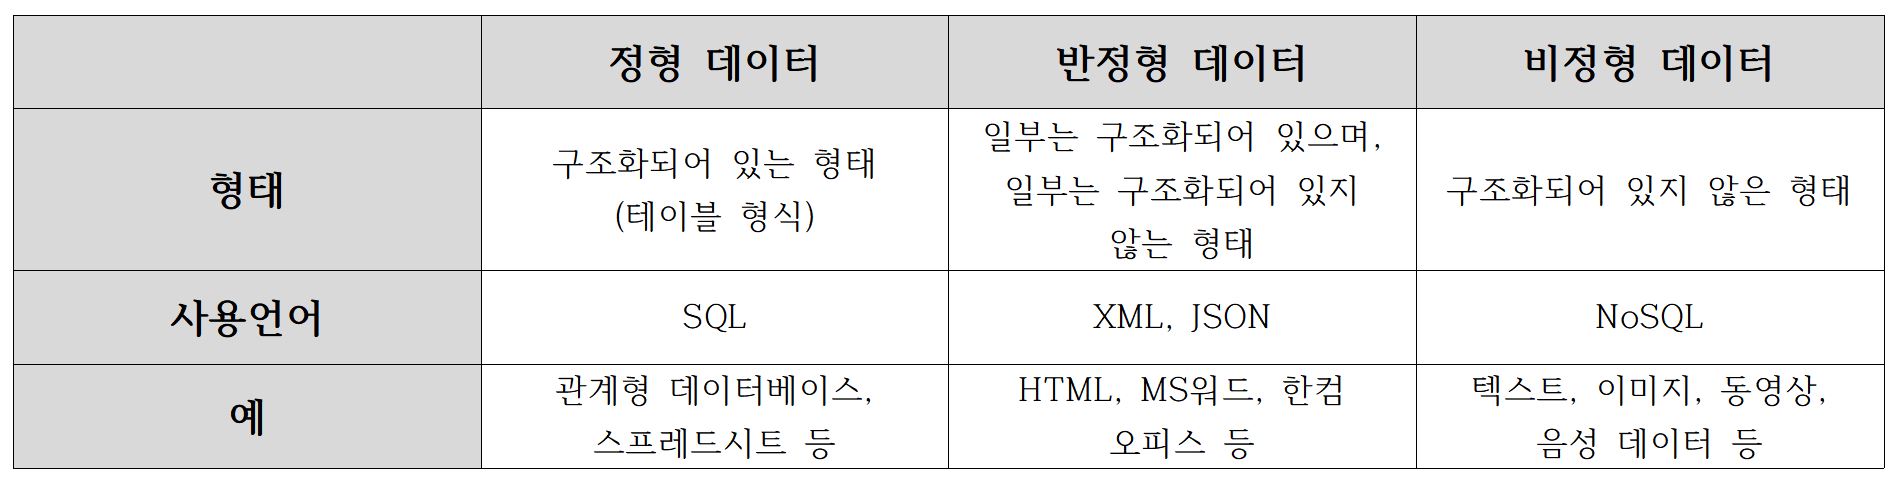 정형 데이터
반정형 데이터
비정형 데이터
형태
구조화되어 있는 형태
(테이블 형식)
일부는 구조화되어 있으며,
일부는 구조화되어 있지
않는 형태
구조화되어 있지 않은 형태
사용언어
SQL
XML, JSON
NoSQL
예
관계형 데이터베이스,
스프레드시트 등
HTML, MS워드, 한컴
오피스 등
텍스트, 이미지, 동영상,
음성 데이터 등